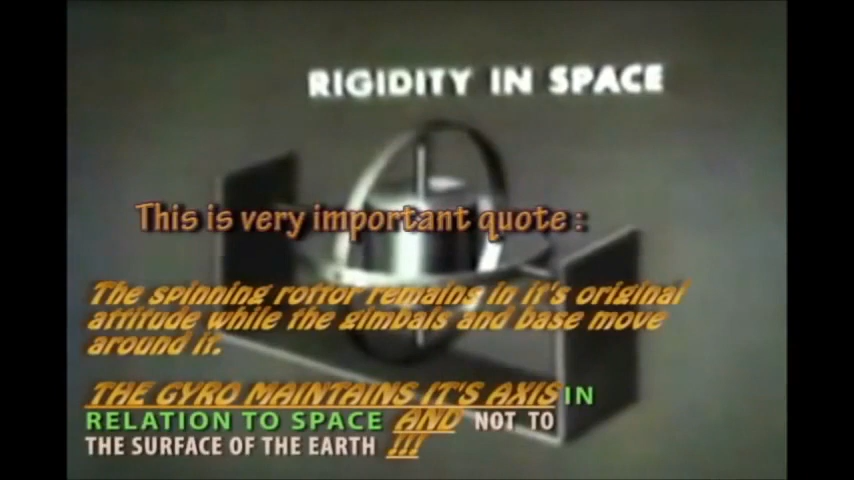 RIGIDITY IN SPACE
This is very important quote :
The spinning rottor remains in it's original
attitude while the gimbals and base move
around it.
THE GYRO MAINTAINS IT'S AXIS IN
RELATION TO SPACE AND NOT TO
THE SURFACE OF THE EARTH !!!